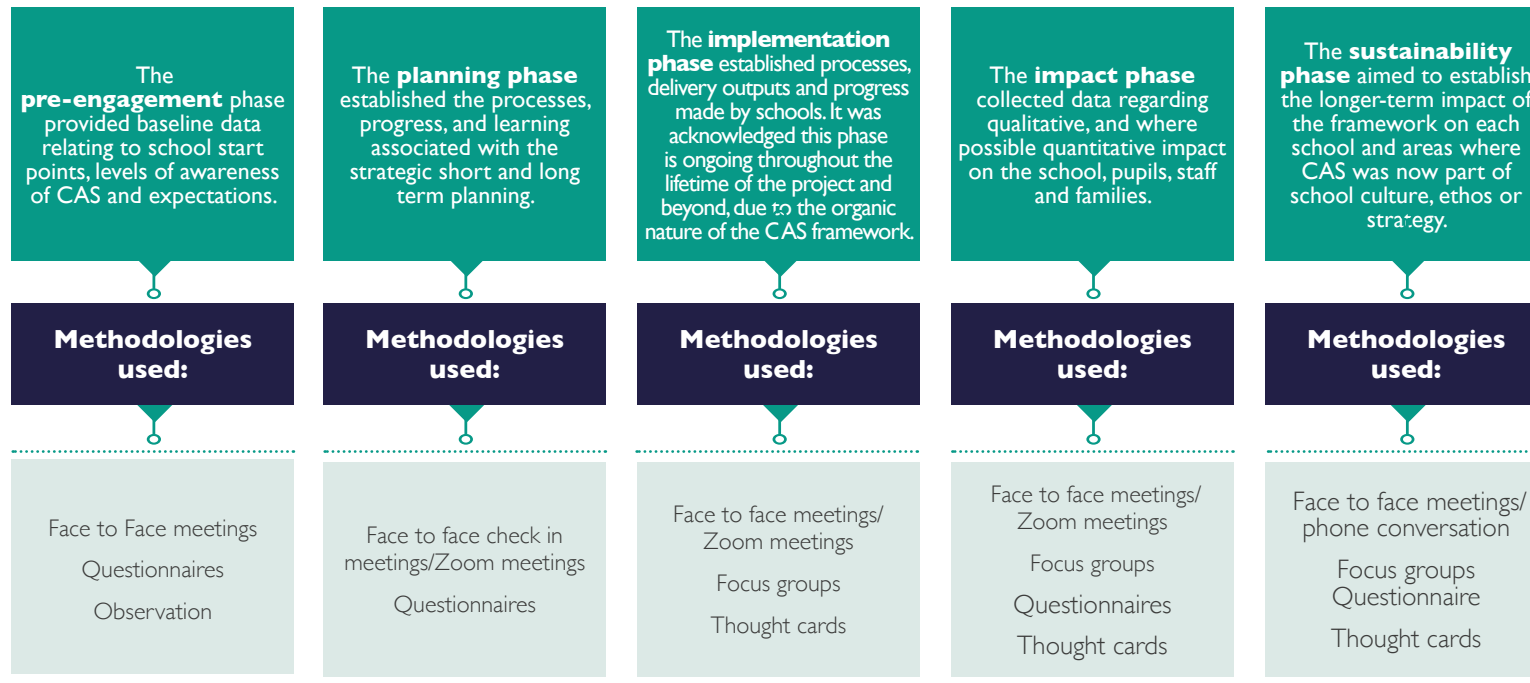 The
pre-engagement phase
provided baseline data
relating to school start
points, levels of awareness
of CAS and expectations.
Methodologies
used:
Face to Face meetings
Questionnaires
Observation
The planning phase
established the processes,
progress, and learning
associated with the
strategic short and long
term planning.
Methodologies
used:
Face to face check in
meetings/Zoom meetings
Questionnaires
The implementation
phase established processes,
delivery outputs and progress
made by schools. It was
acknowledged this phase
is ongoing throughout the
lifetime of the project and
beyond, due to the organic
nature of the CAS framework.
Methodologies
used:
Face to face meetings/
Zoom meetings
Focus groups
Thought cards
The impact phase
collected data regarding
qualitative, and where
possible quantitative impact
on the school, pupils, staff
and families.
Methodologies
used:
Face to face meetings/
Zoom meetings
Focus groups
Questionnaires
Thought cards
The sustainability
phase aimed to establish
the longer-term impact of
the framework on each
school and areas where
CAS was now part of
school culture, ethos or
strategy.
Methodologies
used:
Face to face meetings/
phone conversation
Focus groups
Questionnaire
Thought cards